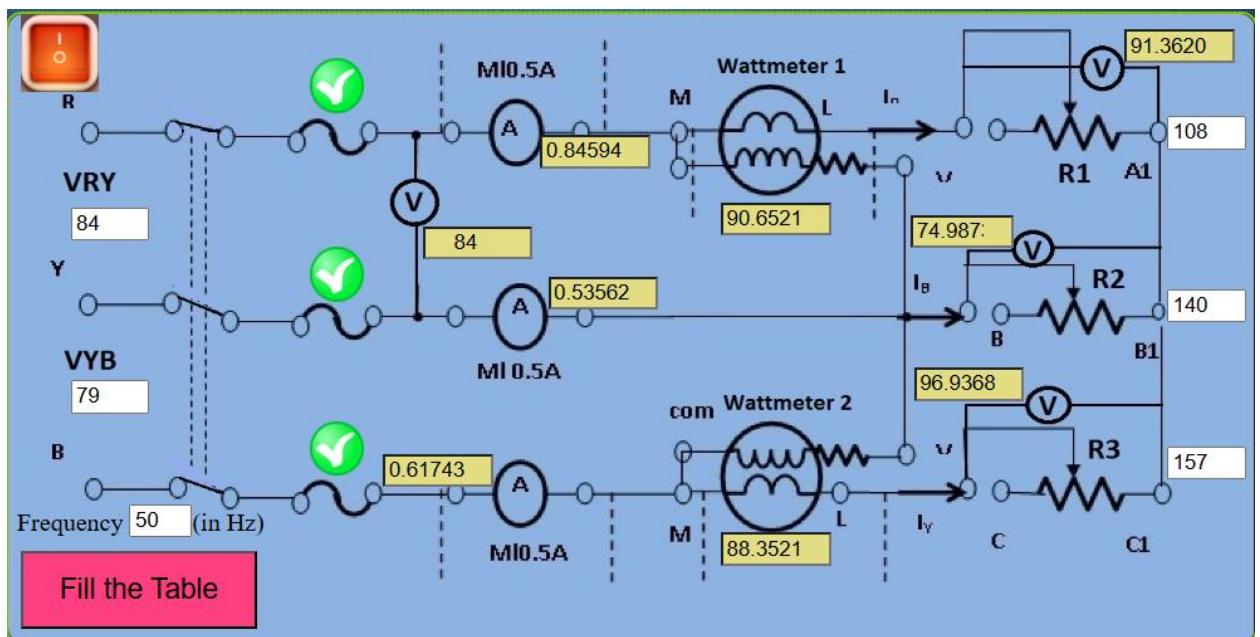 I
O
R
MI0.5A
A
0.84594
Wattmeter 1
M
L
90.6521
V
91.3620
108
R1
A1
VRY
84
V
84
Y
A
0.53562
MI 0.5A
74.987
V
I_B
R2
B
B1
140
VYB
79
B
0.61743
A
MI0.5A
com
Wattmeter 2
M
L
88.3521
96.9368
V
I_Y
R3
C
C1
157
Frequency 50 (in Hz)
Fill the Table